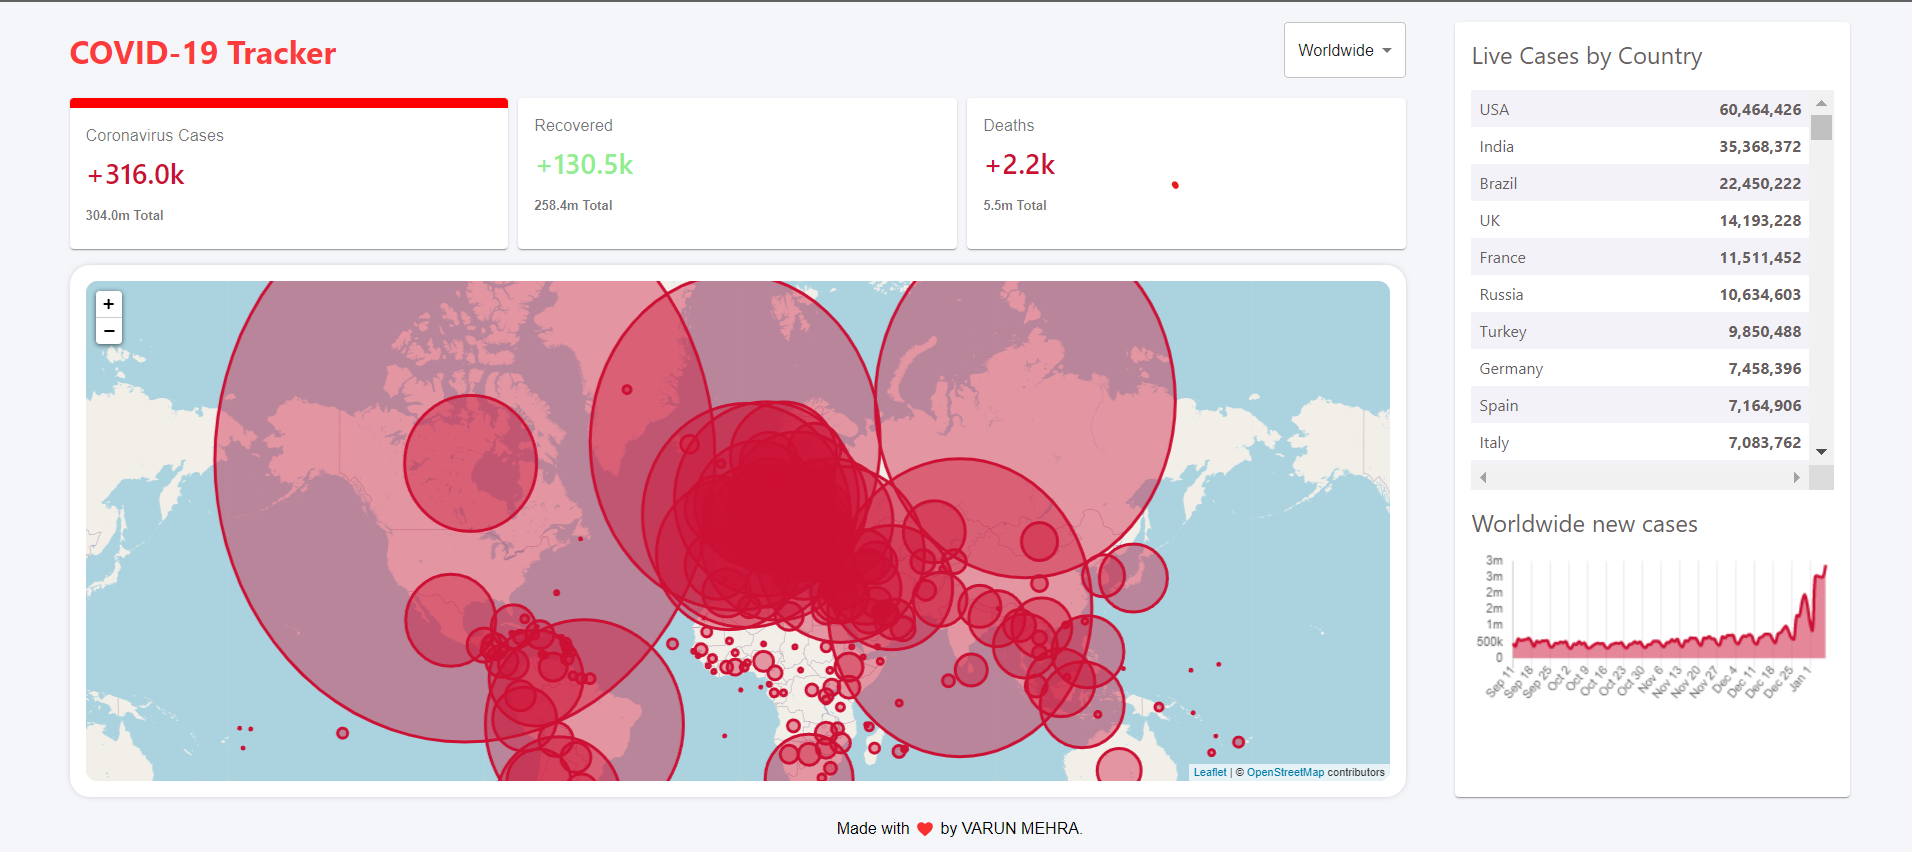 COVID-19 Tracker
Worldwide
Coronavirus Cases
+316.0k
304.0m Total
Recovered
+130.5k
258.4m Total
Deaths
+2.2k
5.5m Total
+
−
Leaflet | © OpenStreetMap contributors
Live Cases by Country
USA 60,464,426
India 35,368,372
Brazil 22,450,222
UK 14,193,228
France 11,511,452
Russia 10,634,603
Turkey 9,850,488
Germany 7,458,396
Spain 7,164,906
Italy 7,083,762
Worldwide new cases
3m
3m
2m
2m
1m
500k
0
Sep 11 Sep 18 Sep 25 Oct 2 Oct 9 Oct 16 Oct 23 Oct 30 Nov 6 Nov 13 Nov 20 Nov 27 Dec 4 Dec 11 Dec 18 Dec 25 Jan 1
Made with ❤️ by VARUN MEHRA.